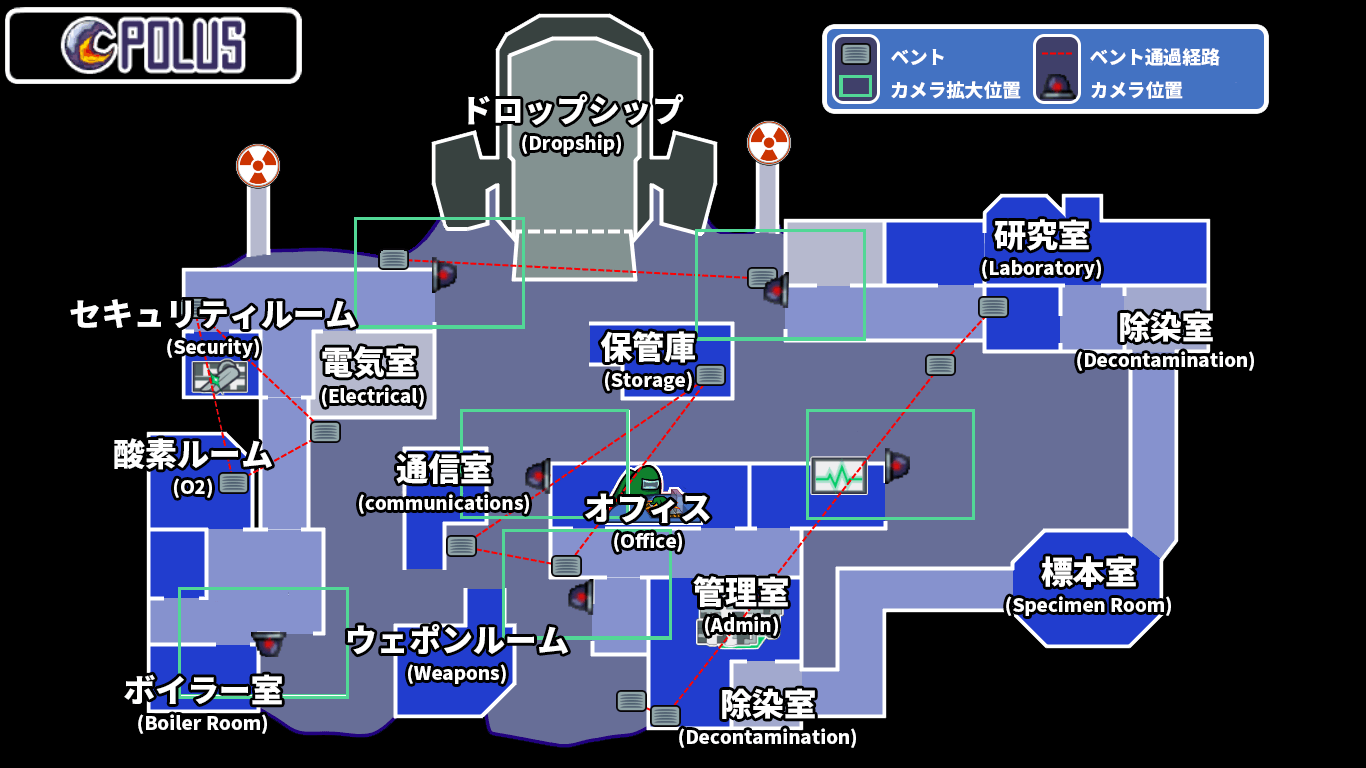 POLUS
ベント
ベント通過経路
カメラ拡大位置
カメラ位置
ドロップシップ
(Dropship)
研究室
(Laboratory)
セキュリティルーム
(Security)
電気室
(Electrical)
保管庫
(Storage)
除染室
(Decontamination)
酸素ルーム
(O2)
通信室
(communications)
オフィス
(Office)
管理室
(Admin)
標本室
(Specimen Room)
ウェポンルーム
(Weapons)
ボイラー室
(Boiler Room)
除染室
(Decontamination)